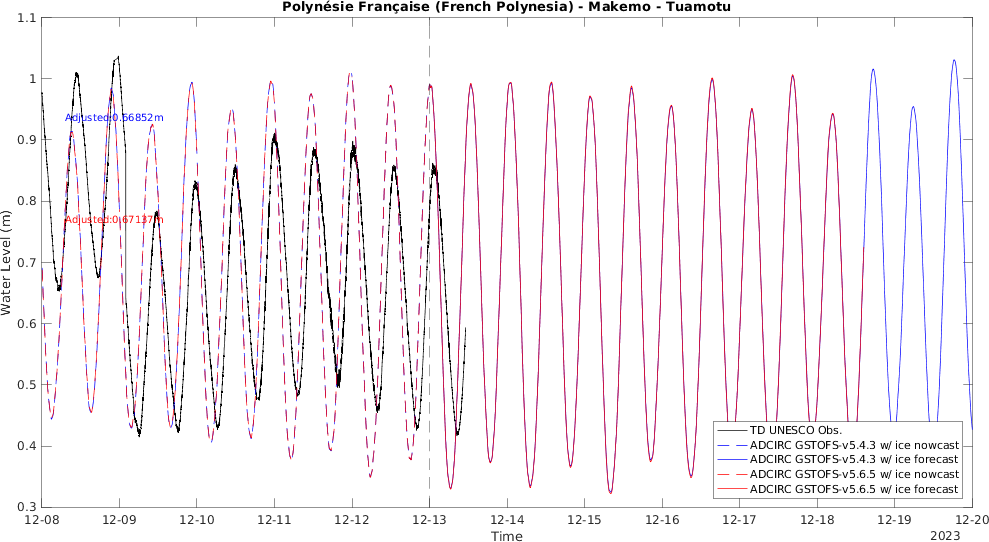 Polynésie Française (French Polynesia) - Makemo - Tuamotu
1.1
1
0.9
0.8
0.7
0.6
0.5
0.4
0.3
Water Level (m)
Adjusted:0.66852m
Adjusted:0.67137m
TD UNESCO Obs.
ADCIRC GSTOFS-v5.4.3 w/ ice nowcast
ADCIRC GSTOFS-v5.4.3 w/ ice forecast
ADCIRC GSTOFS-v5.6.5 w/ ice nowcast
ADCIRC GSTOFS-v5.6.5 w/ ice forecast
12-08 12-09 12-10 12-11 12-12 12-13 12-14 12-15 12-16 12-17 12-18 12-19 12-20
Time
2023